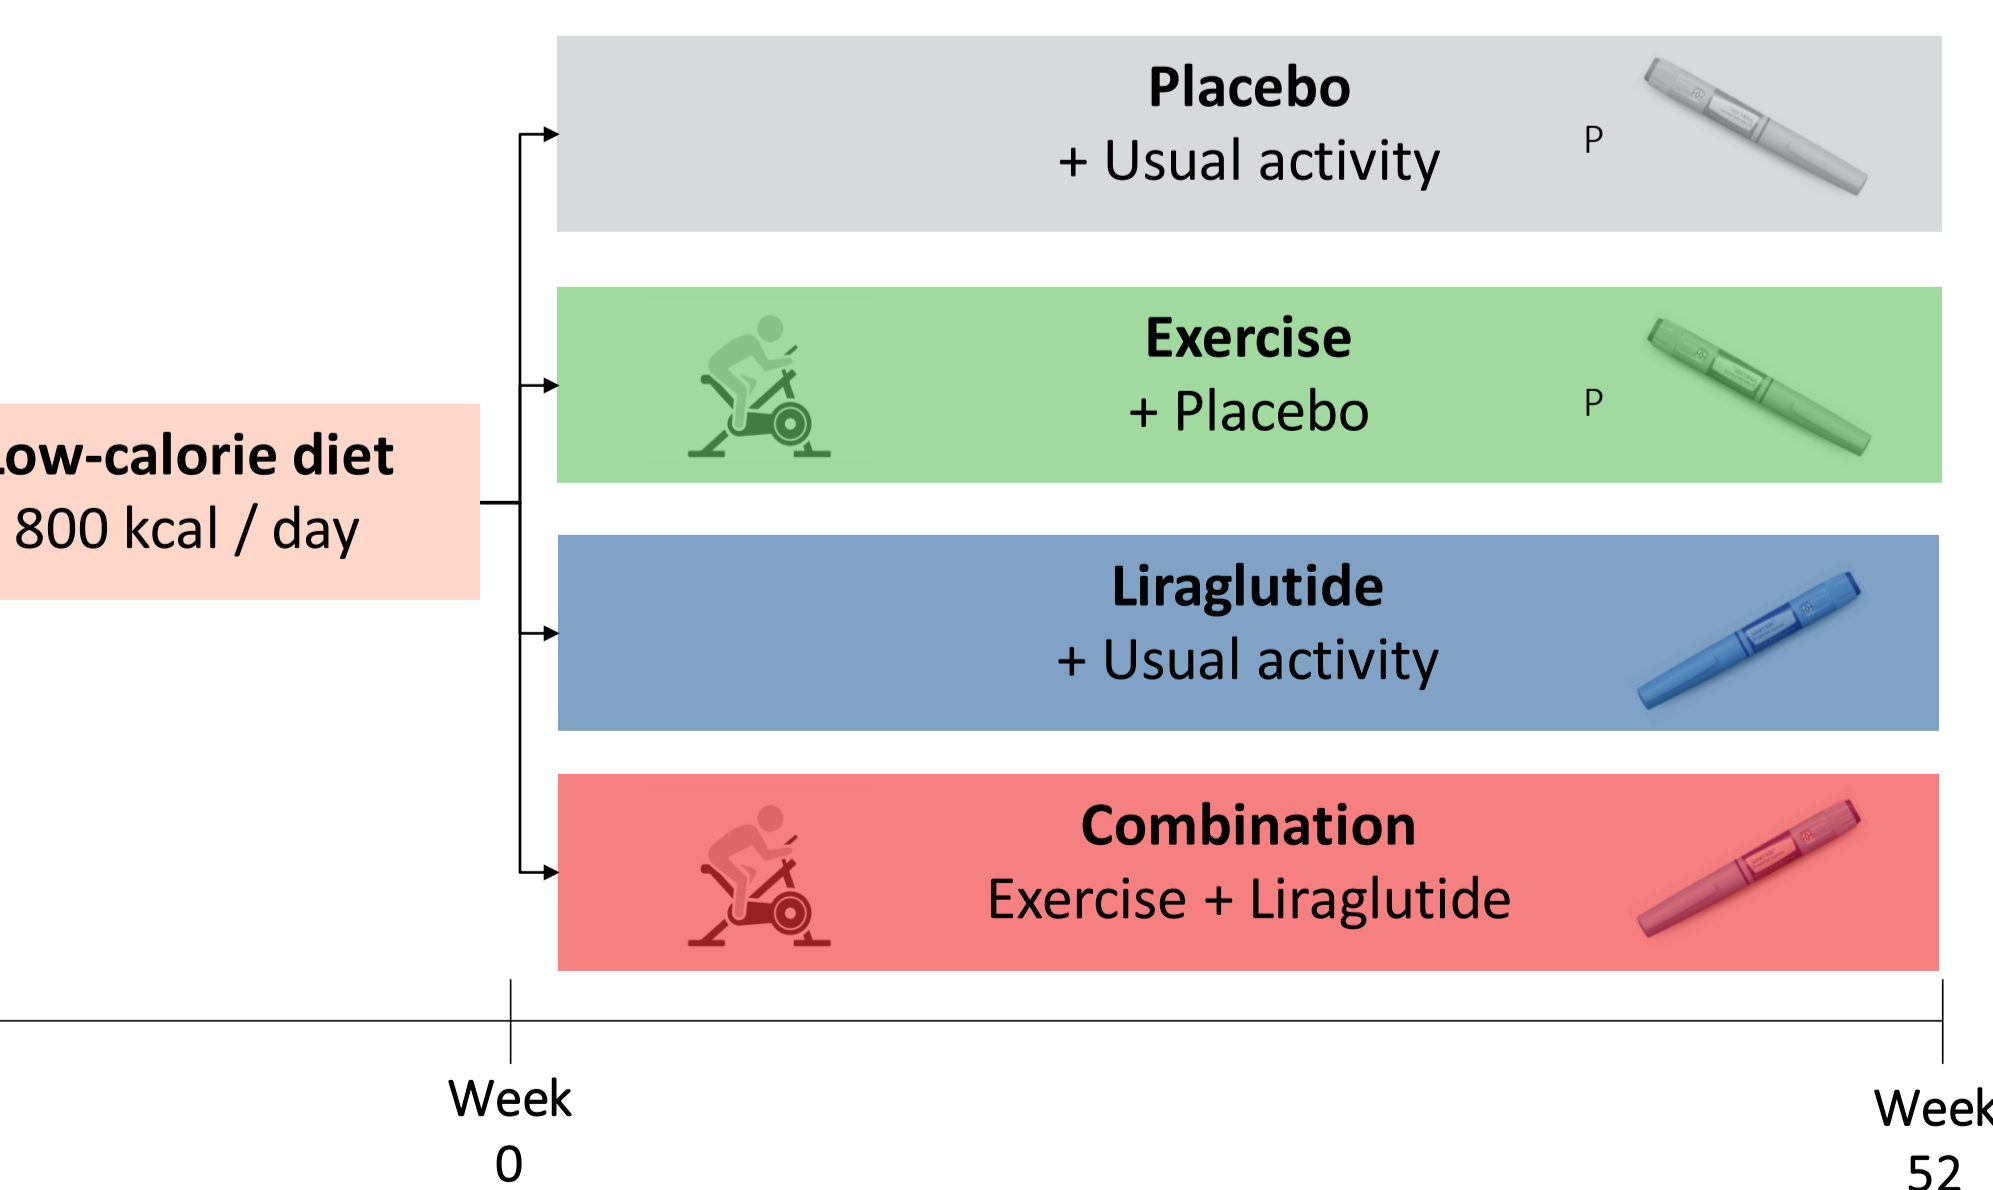 Placebo
+ Usual activity
P
Exercise
+ Placebo
P
Low-calorie diet
800 kcal / day
Liraglutide
+ Usual activity
Combination
Exercise + Liraglutide
Week
0
Week
52